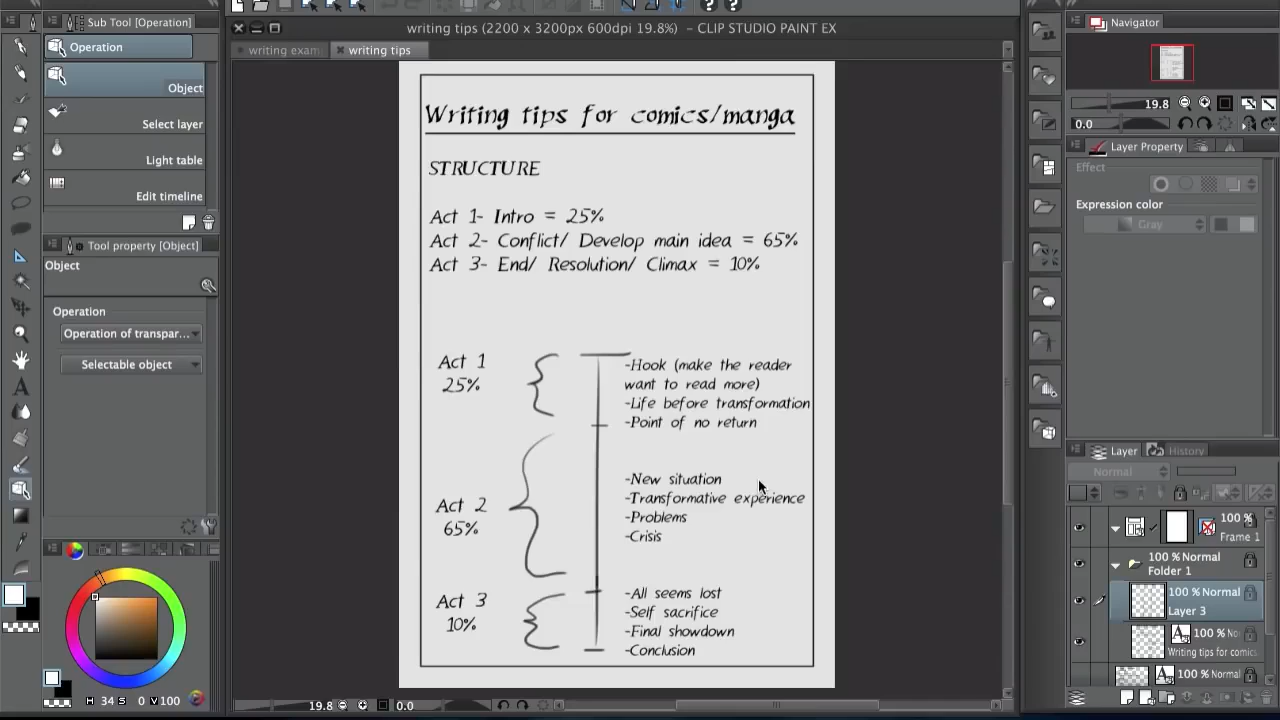 Sub Tool [Operation]
Operation
Object
Select layer
Light table
Edit timeline
Tool property [Object]
Object
Operation
Operation of transpar...
Selectable object
H 34 S 0 V 100
writing tips (2200 x 3200px 600dpi 19.8%) - CLIP STUDIO PAINT EX
writing exam
writing tips
Writing tips for comics/manga
STRUCTURE
Act 1- Intro = 25%
Act 2- Conflict/ Develop main idea = 65%
Act 3- End/ Resolution/ Climax = 10%
Act 1
25%
-Hook (make the reader
want to read more)
-Life before transformation
-Point of no return
Act 2
65%
-New situation
-Transformative experience
-Problems
-Crisis
Act 3
10%
-All seems lost
-Self sacrifice
-Final showdown
-Conclusion
19.8
0.0
Navigator
19.8
0.0
Layer Property
Effect
Expression color
Gray
Layer
History
Normal
100 %
Frame 1
100 % Normal
Folder 1
100 % Normal
Layer 3
100 % No
Writing tips for comics
100 % Normal